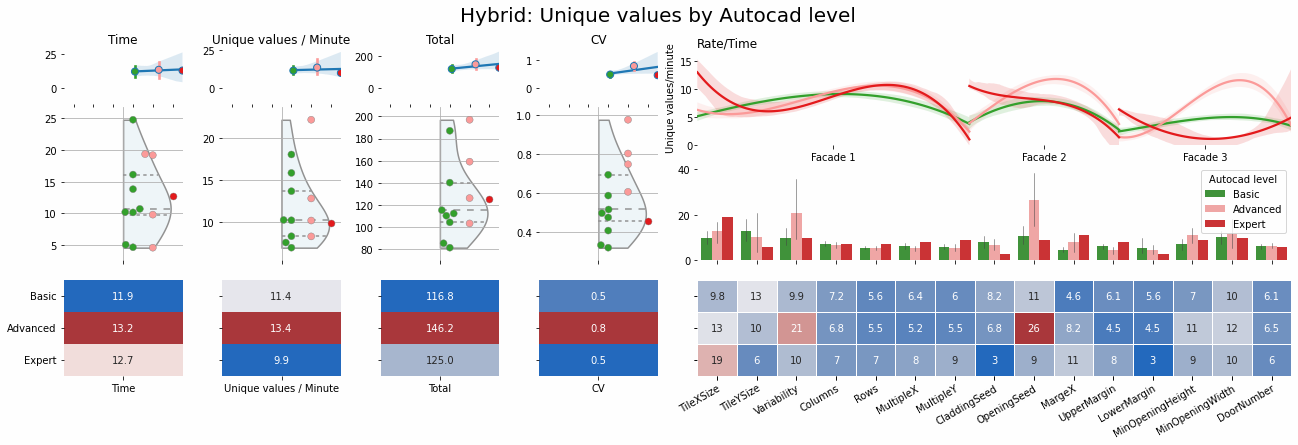 Hybrid: Unique values by Autocad level
Time
Unique values / Minute
Total
CV
Rate/Time
25
0
25
0
200
0
1
0
Unique values/minute
15
10
5
0
Facade 1
Facade 2
Facade 3
25
20
15
10
5
20
15
10
200
180
160
140
120
100
80
1.0
0.8
0.6
0.4
40
20
0
Autocad level
Basic
Advanced
Expert
Basic 11.9 11.4 116.8 0.5
Advanced 13.2 13.4 146.2 0.8
Expert 12.7 9.9 125.0 0.5
Time
Unique values / Minute
Total
CV
9.8 13 9.9 7.2 5.6 6.4 6 8.2 11 4.6 6.1 5.6 7 10 6.1
13 10 21 6.8 5.5 5.2 5.5 6.8 26 8.2 4.5 4.5 11 12 6.5
19 6 10 7 7 8 9 3 9 11 8 3 9 10 6
TileXSize
TileYSize
Variability
Columns
Rows
MultipleX
MultipleY
CladdingSeed
OpeningSeed
MargeX
UpperMargin
LowerMargin
MinOpeningHeight
MinOpeningWidth
DoorNumber